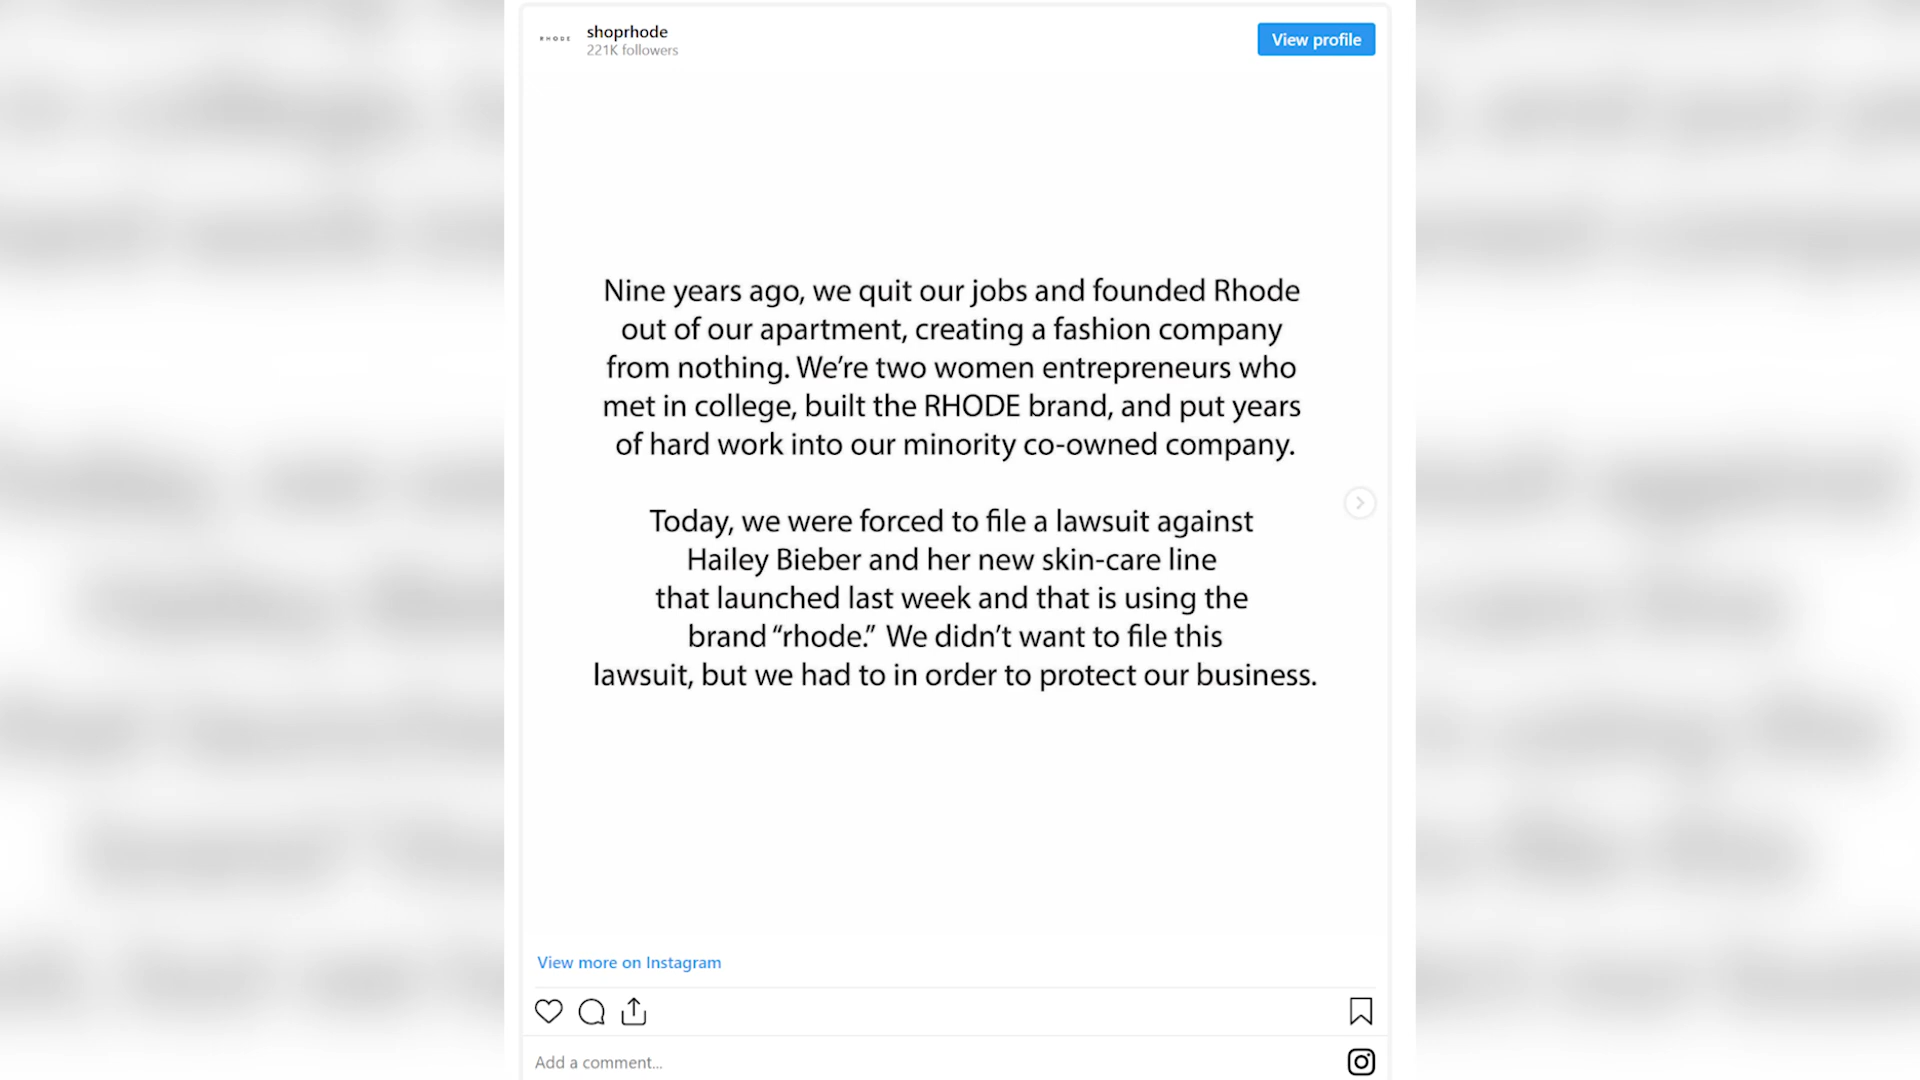 RHODE
shoprhode
221K followers
View profile
Nine years ago, we quit our jobs and founded Rhode
out of our apartment, creating a fashion company
from nothing. We’re two women entrepreneurs who
met in college, built the RHODE brand, and put years
of hard work into our minority co-owned company.
Today, we were forced to file a lawsuit against
Hailey Bieber and her new skin-care line
that launched last week and that is using the
brand “rhode.” We didn’t want to file this
lawsuit, but we had to in order to protect our business.
View more on Instagram
Add a comment...